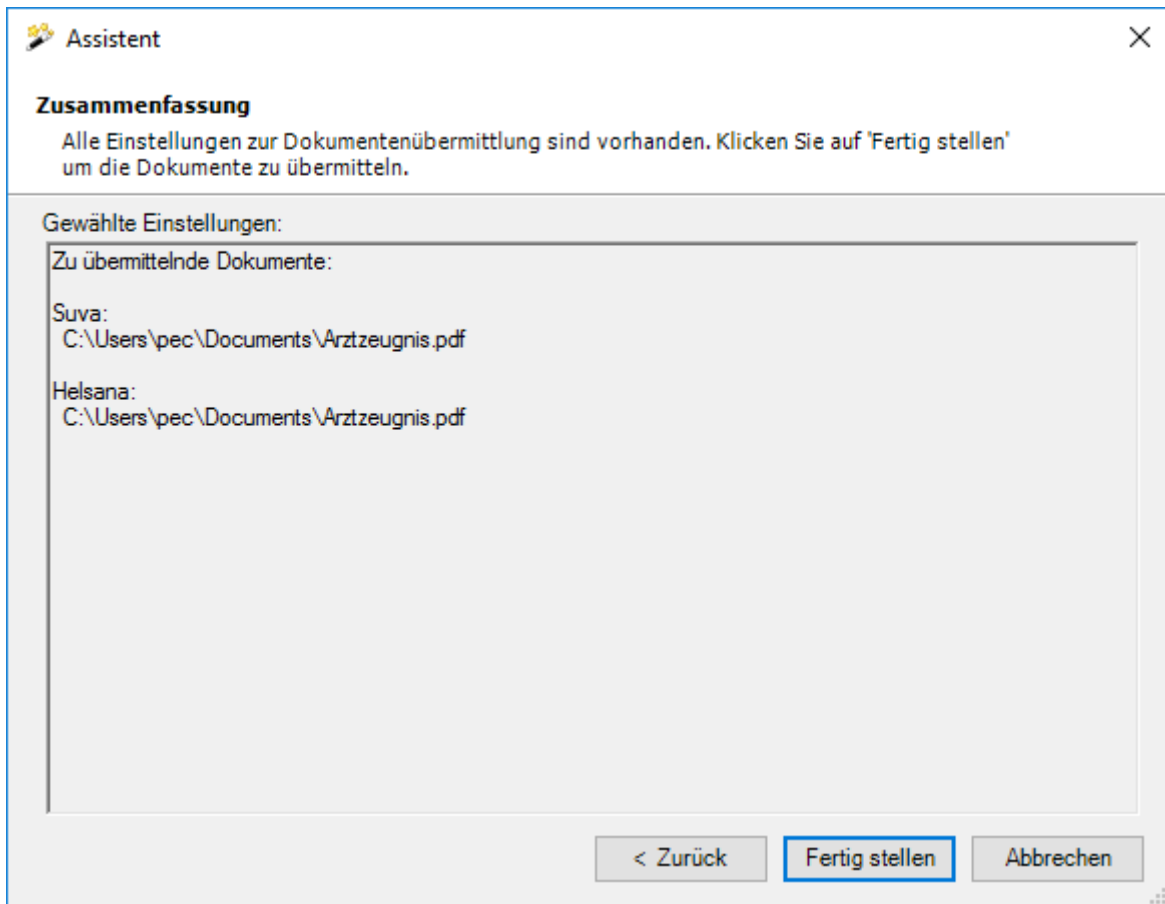 Assistent
Zusammenfassung
Alle Einstellungen zur Dokumentenübermittlung sind vorhanden. Klicken Sie auf 'Fertig stellen'
um die Dokumente zu übermitteln.
Gewählte Einstellungen:
Zu übermittelnde Dokumente:
Suva:
C:\Users\pec\Documents\Arztzeugnis.pdf
Helsana:
C:\Users\pec\Documents\Arztzeugnis.pdf
< Zurück
Fertig stellen
Abbrechen